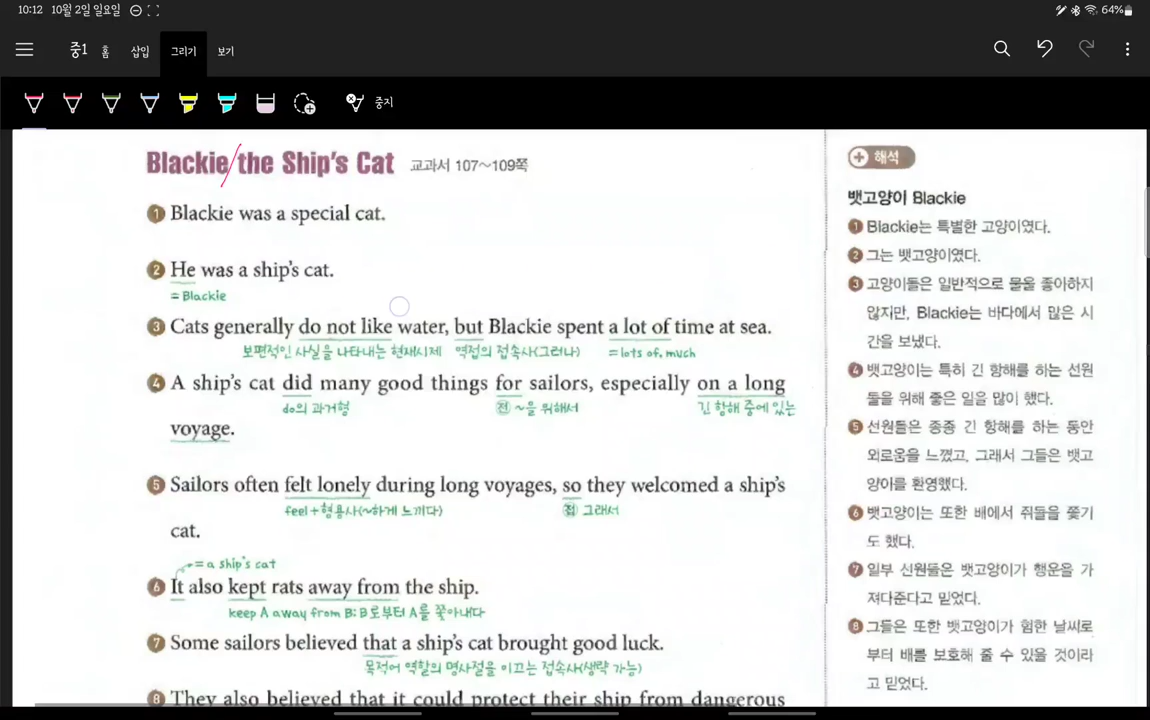 10:12 10월 2일 일요일 64%
중1 홈 삽입 그리기 보기
중지
Blackie the Ship's Cat 교과서 107~109쪽
1 Blackie was a special cat.
2 He was a ship's cat.
= Blackie
3 Cats generally do not like water, but Blackie spent a lot of time at sea.
보편적인 사실을 나타내는 현재시제 역접의 접속사(그러나) = lots of, much
4 A ship's cat did many good things for sailors, especially on a long
do의 과거형 전 ~을 위해서 긴 항해 중에 있는
voyage.
5 Sailors often felt lonely during long voyages, so they welcomed a ship's
feel+형용사(~하게 느끼다) 접 그래서
cat.
= a ship's cat
6 It also kept rats away from the ship.
keep A away from B: B로부터 A를 쫓아내다
7 Some sailors believed that a ship's cat brought good luck.
목적어 역할의 명사절을 이끄는 접속사(생략 가능)
8 They also believed that it could protect their ship from dangerous
+ 해석
뱃고양이 Blackie
1 Blackie는 특별한 고양이였다.
2 그는 뱃고양이였다.
3 고양이들은 일반적으로 물을 좋아하지
않지만, Blackie는 바다에서 많은 시
간을 보냈다.
4 뱃고양이는 특히 긴 항해를 하는 선원
들을 위해 좋은 일을 많이 했다.
5 선원들은 종종 긴 항해를 하는 동안
외로움을 느꼈고, 그래서 그들은 뱃고
양이를 환영했다.
6 뱃고양이는 또한 배에서 쥐들을 쫓기
도 했다.
7 일부 선원들은 뱃고양이가 행운을 가
져다준다고 믿었다.
8 그들은 또한 뱃고양이가 험한 날씨로
부터 배를 보호해 줄 수 있을 것이라
고 믿었다.